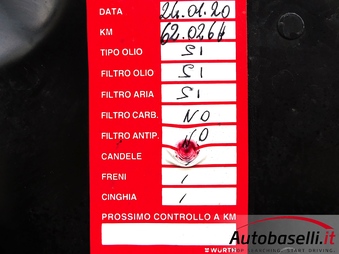 DATA 24.01.20
KM 62.026
TIPO OLIO SI
FILTRO OLIO SI
FILTRO ARIA SI
FILTRO CARB. NO
FILTRO ANTIP. NO
CANDELE
FRENI /
CINGHIA /
PROSSIMO CONTROLLO A KM
WÜRTH
Autobaselli.it